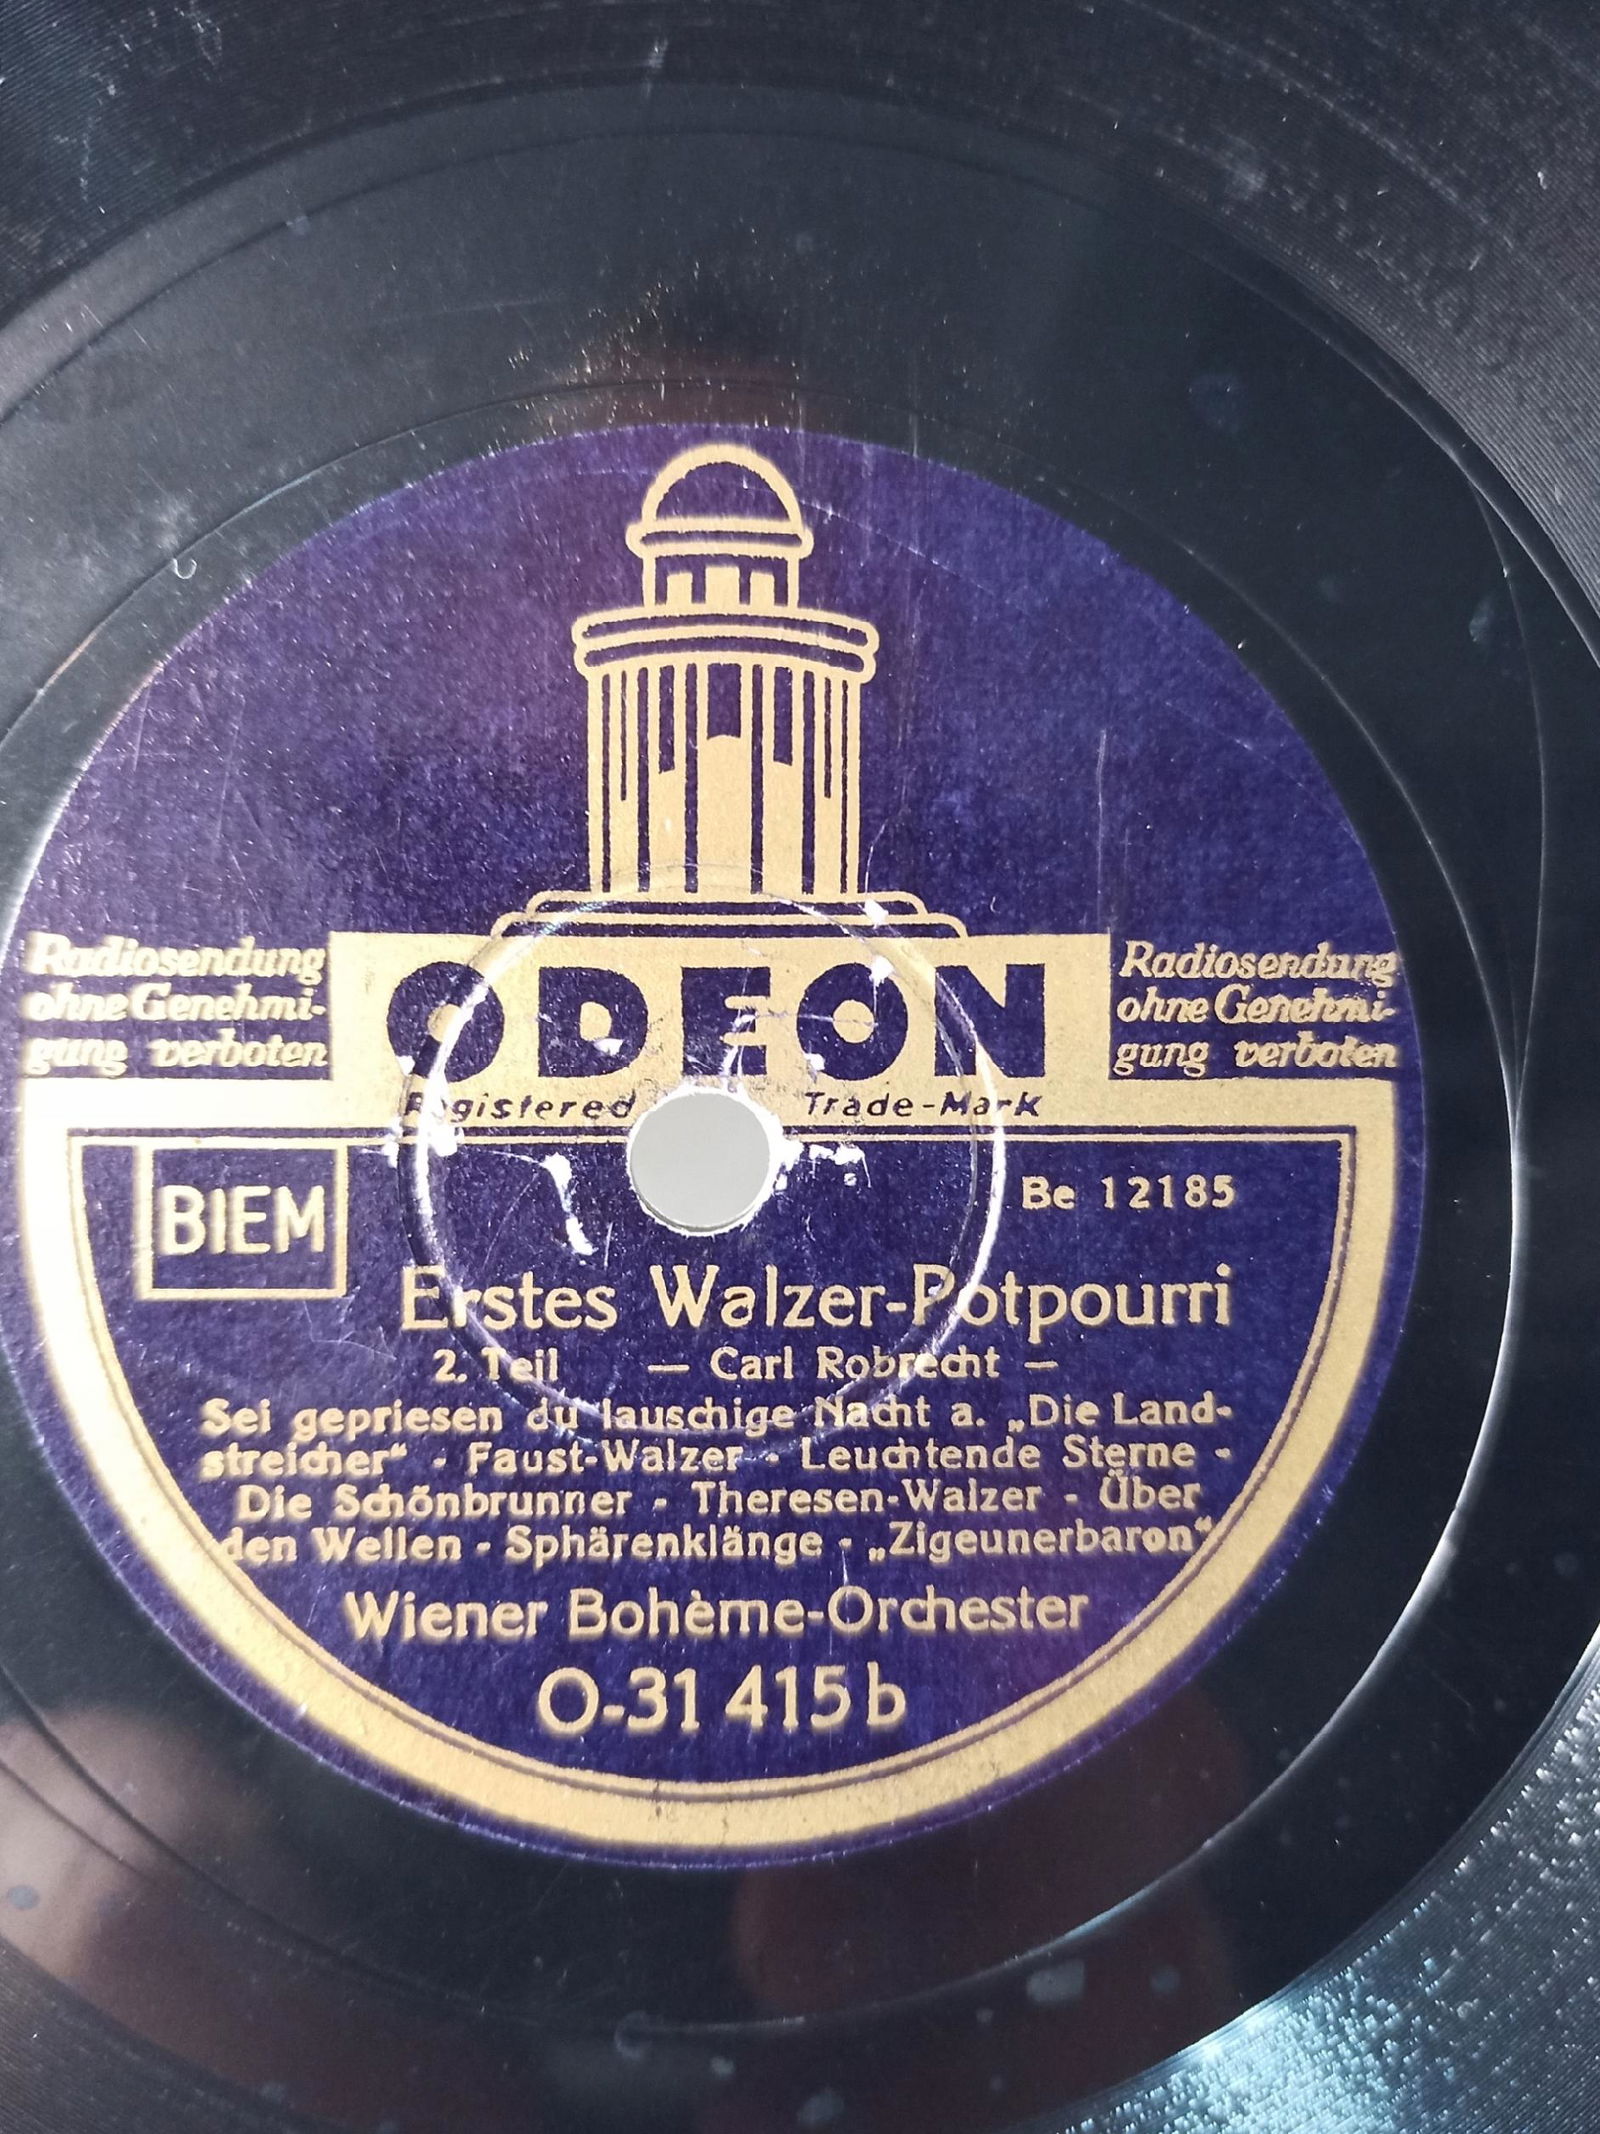 Radiosendung
ohne Genehmi-
gung verboten
ODEON
Registered Trade-Mark
Radiosendung
ohne Genehmi-
gung verboten
BIEM
Be 12185
Erstes Walzer-Potpourri
2. Teil — Carl Robrecht —
Sei gepriesen du lauschige Nacht a. „Die Land-
streicher“ - Faust-Walzer - Leuchtende Sterne -
Die Schönbrunner - Theresen-Walzer - Über
den Wellen - Sphärenklänge - „Zigeunerbaron“
Wiener Bohème-Orchester
O-31 415 b